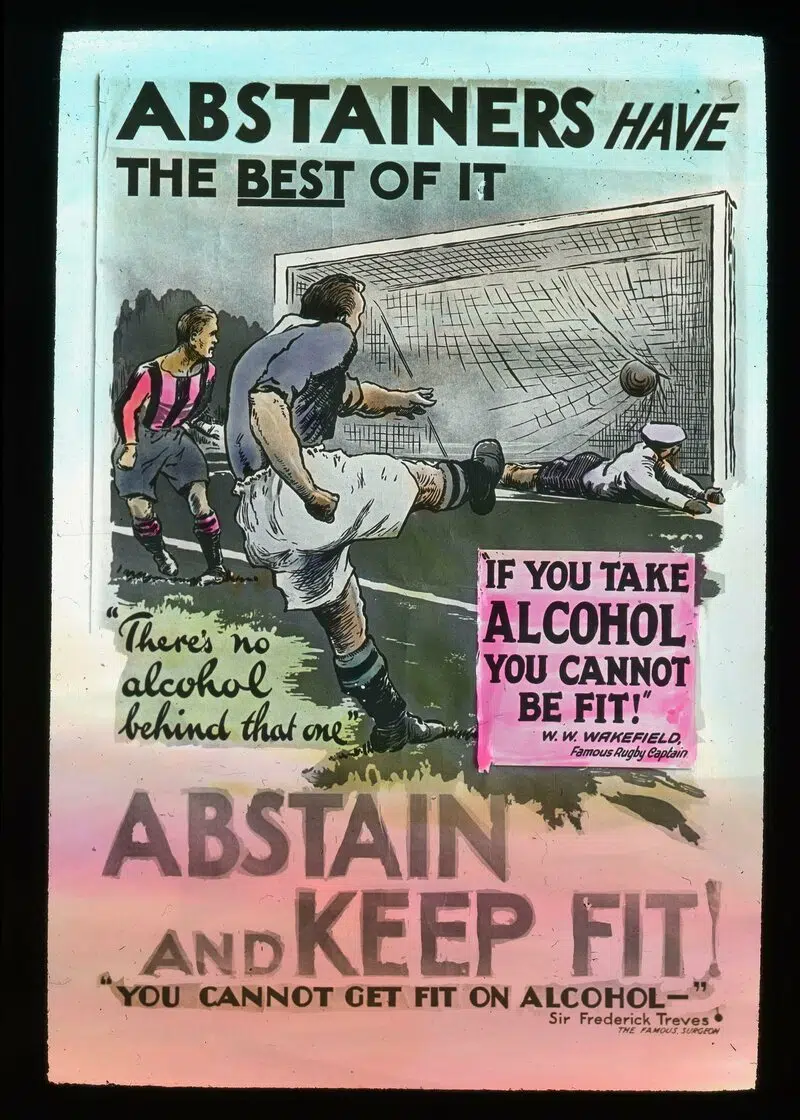 ABSTAINERS HAVE
THE BEST OF IT
"There's no
alcohol
behind that one"
IF YOU TAKE
ALCOHOL
YOU CANNOT
BE FIT!"
W. W. WAKEFIELD,
Famous Rugby Captain
ABSTAIN
AND KEEP FIT!
"YOU CANNOT GET FIT ON ALCOHOL—"
Sir Frederick Treves
THE FAMOUS SURGEON